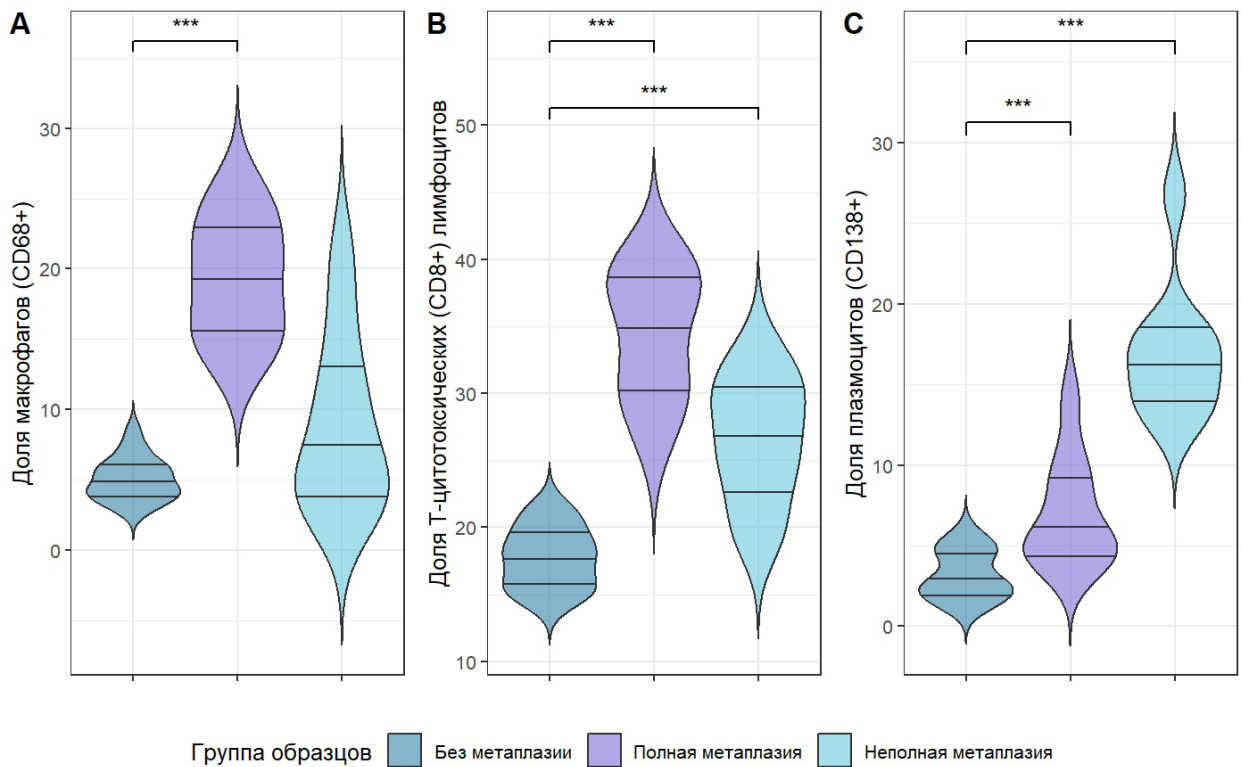 A
***
Доля макрофагов (CD68+)
30
20
10
0
B
***
***
Доля Т-цитотоксических (CD8+) лимфоцитов
50
40
30
20
10
C
***
***
Доля плазмоцитов (CD138+)
30
20
10
0
Группа образцов Без метаплазии Полная метаплазия Неполная метаплазия